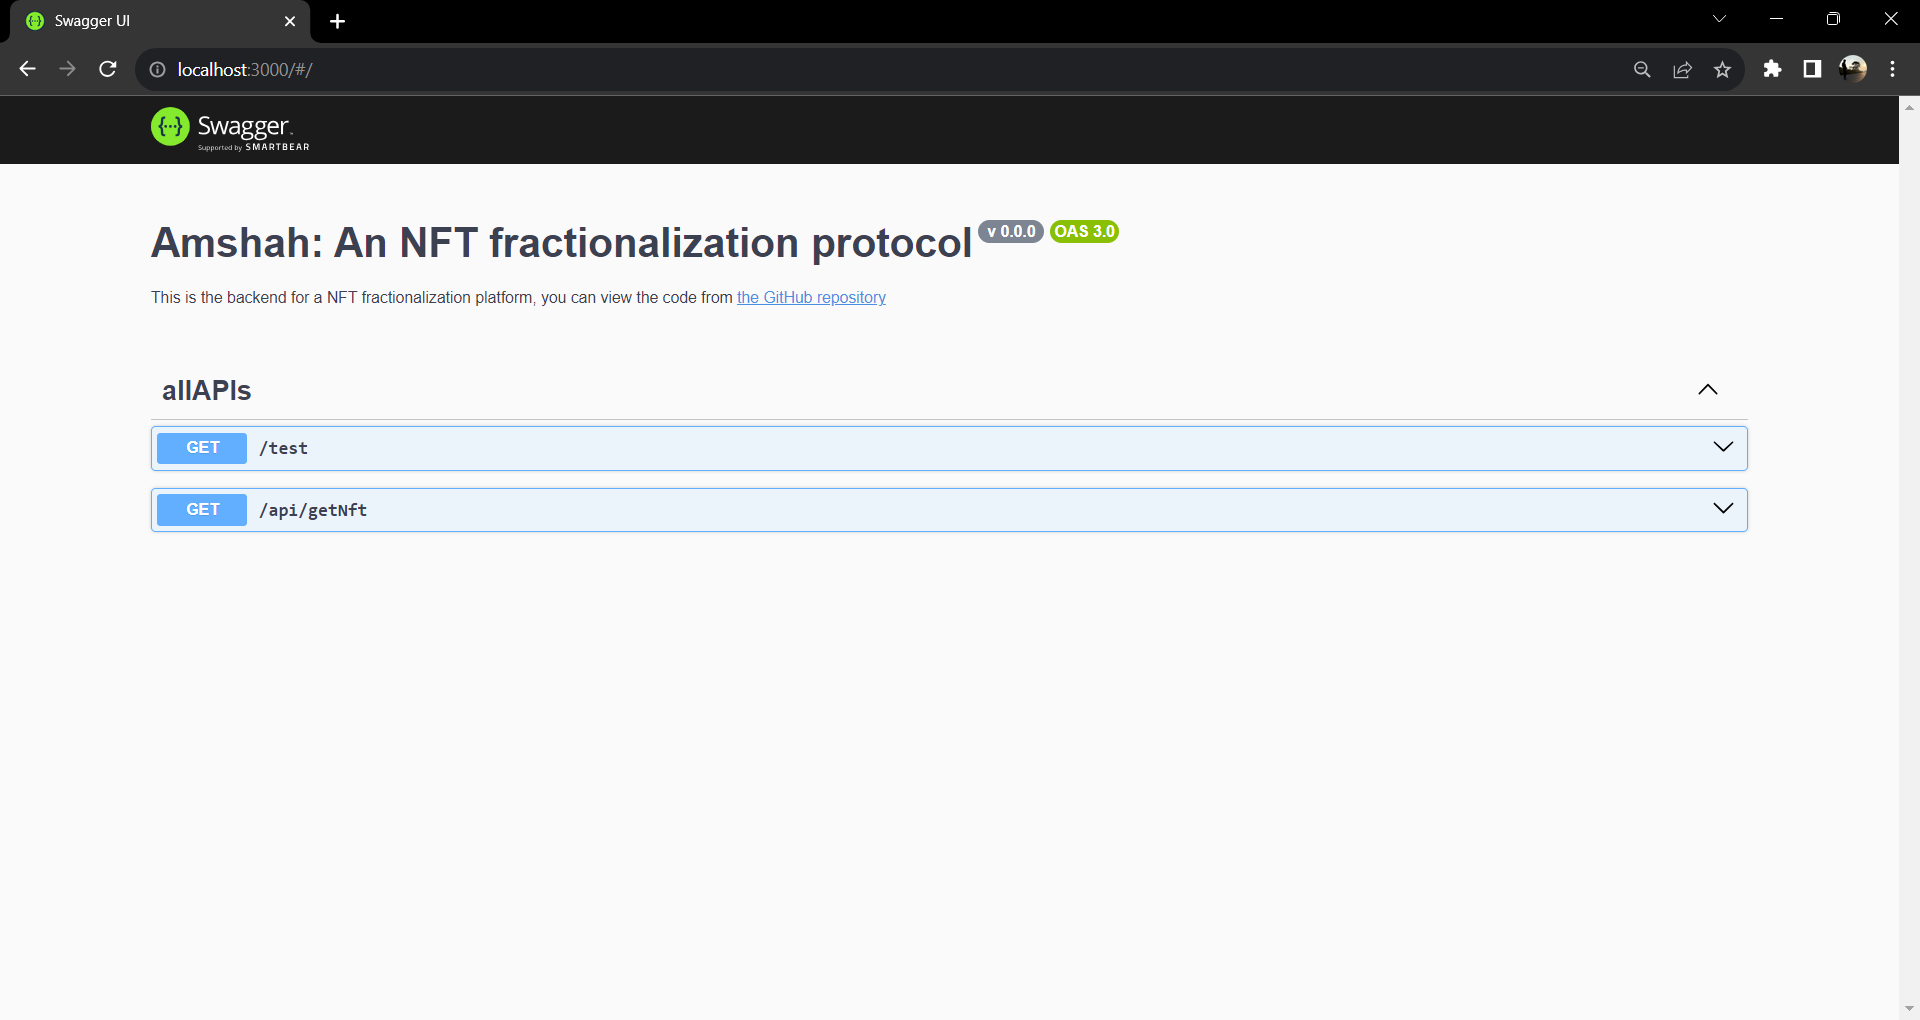 Swagger UI
localhost:3000/#/
{···} Swagger.
Supported by SMARTBEAR
Amshah: An NFT fractionalization protocol v 0.0.0 OAS 3.0
This is the backend for a NFT fractionalization platform, you can view the code from the GitHub repository
allAPIs
GET /test
GET /api/getNft